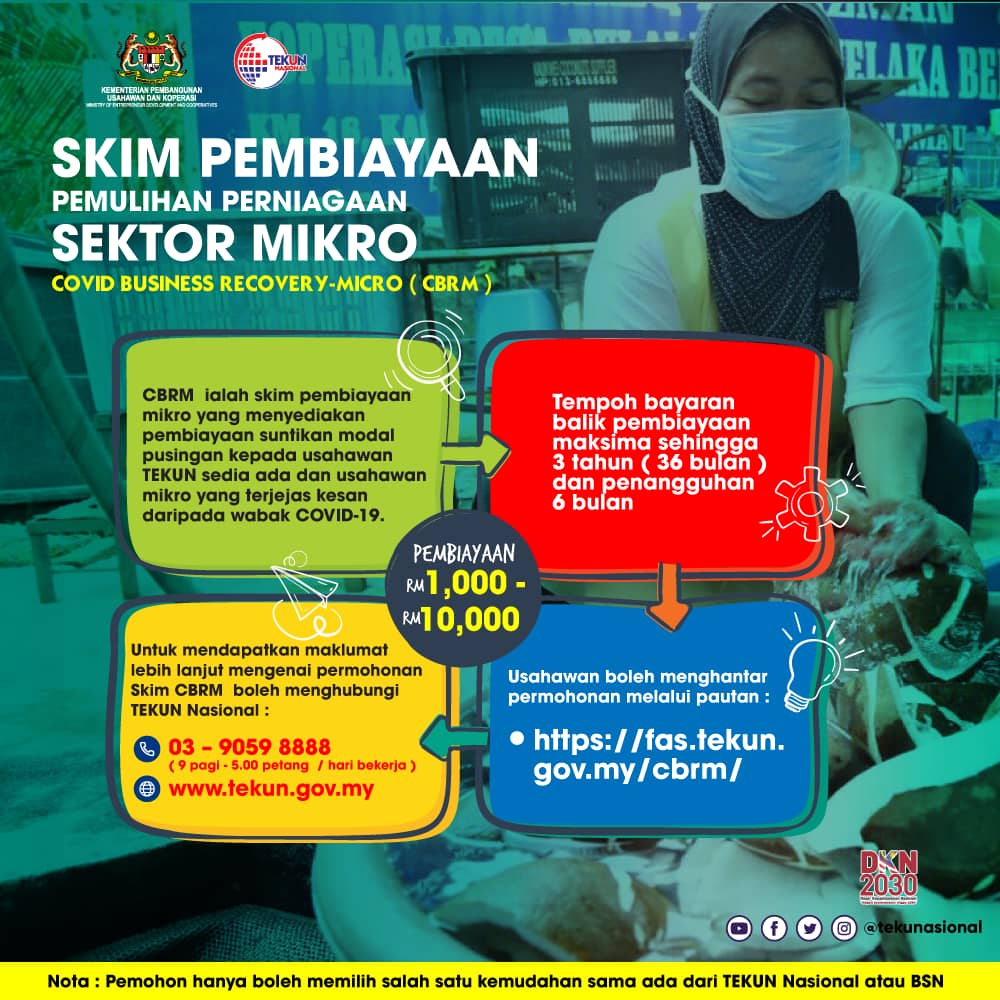 KEMENTERIAN PEMBANGUNAN
USAHAWAN DAN KOPERASI
MINISTRY OF ENTREPRENEUR DEVELOPMENT AND COOPERATIVES
TEKUN
NASIONAL
SKIM PEMBIAYAAN
PEMULIHAN PERNIAGAAN
SEKTOR MIKRO
COVID BUSINESS RECOVERY-MICRO ( CBRM )
CBRM ialah skim pembiayaan
mikro yang menyediakan
pembiayaan suntikan modal
pusingan kepada usahawan
TEKUN sedia ada dan usahawan
mikro yang terjejas kesan
daripada wabak COVID-19.
Tempoh bayaran
balik pembiayaan
maksima sehingga
3 tahun ( 36 bulan )
dan penangguhan
6 bulan
PEMBIAYAAN
RM1,000 -
RM10,000
Untuk mendapatkan maklumat
lebih lanjut mengenai permohonan
Skim CBRM boleh menghubungi
TEKUN Nasional :
03 - 9059 8888
( 9 pagi - 5.00 petang / hari bekerja )
www.tekun.gov.my
Usahawan boleh menghantar
permohonan melalui pautan :
• https://fas.tekun.
gov.my/cbrm/
DKN
2030
@tekunasional
Nota : Pemohon hanya boleh memilih salah satu kemudahan sama ada dari TEKUN Nasional atau BSN